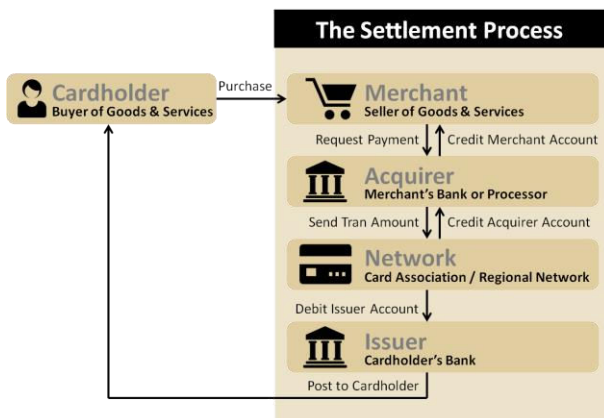 The Settlement Process
Cardholder
Buyer of Goods & Services
Purchase
Merchant
Seller of Goods & Services
Request Payment
Credit Merchant Account
Acquirer
Merchant's Bank or Processor
Send Tran Amount
Credit Acquirer Account
Network
Card Association / Regional Network
Debit Issuer Account
Issuer
Cardholder's Bank
Post to Cardholder